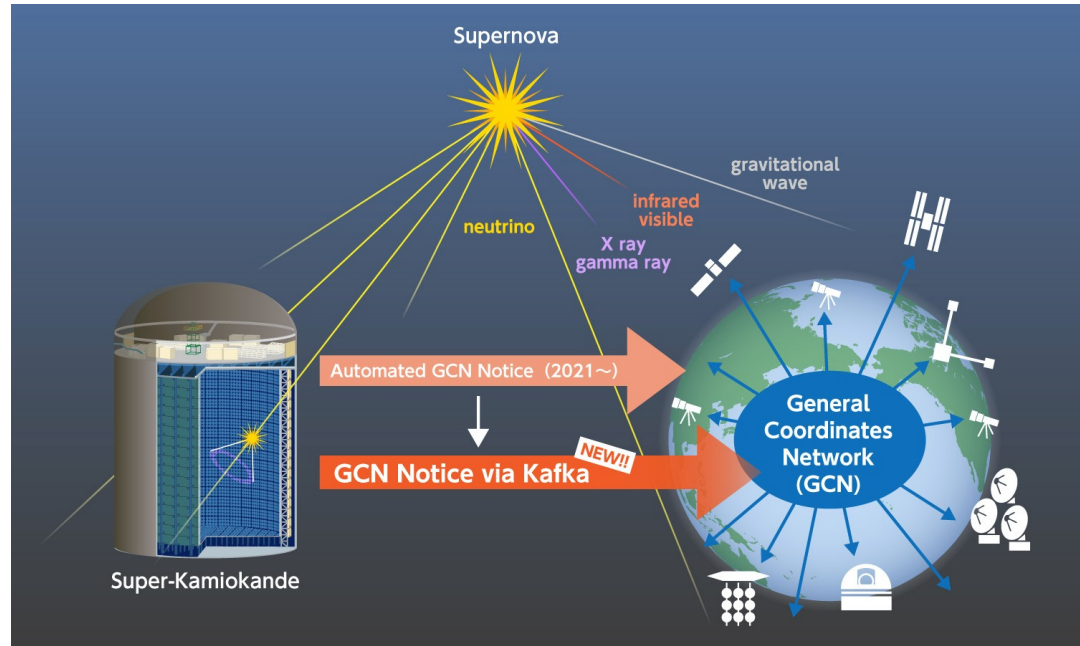 Supernova
gravitational
wave
infrared
visible
neutrino
X ray
gamma ray
Automated GCN Notice（2021〜）
General
Coordinates
Network
(GCN)
NEW!!
GCN Notice via Kafka
Super-Kamiokande